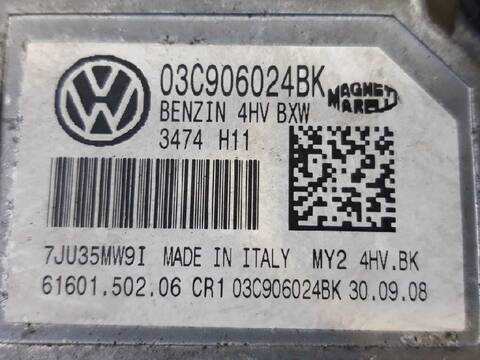 03C906024BK
MAGNETI
MARELLI
BENZIN 4HV BXW
3474 H11
7JU35MW9I MADE IN ITALY MY2 4HV.BK
61601.502.06 CR1 03C906024BK 30.09.08